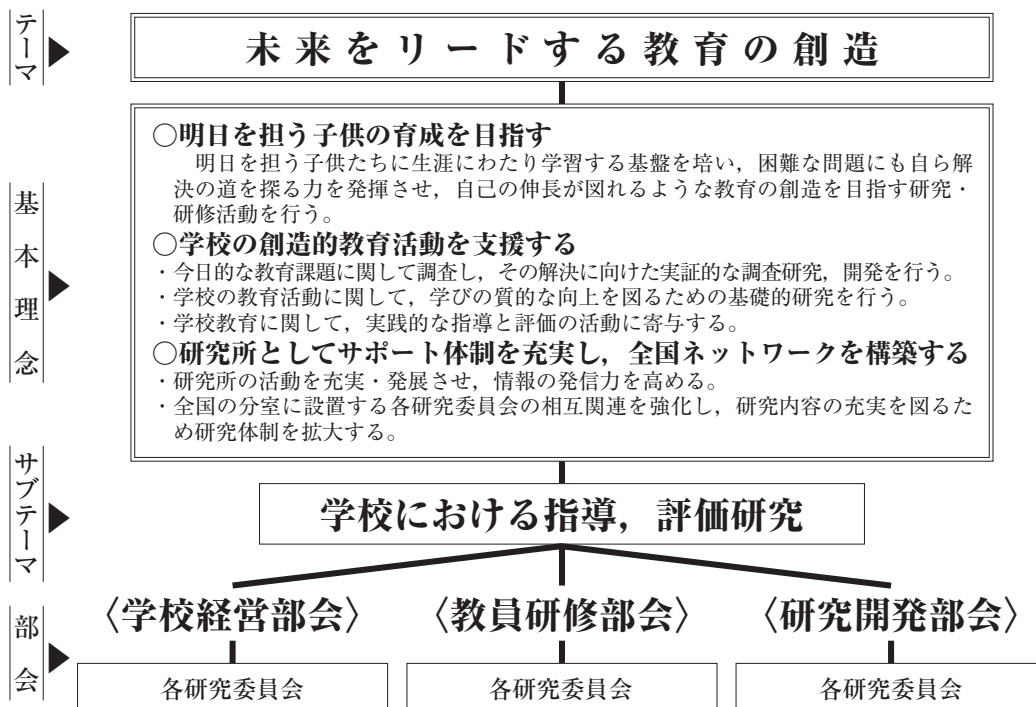 テーマ
未来をリードする教育の創造
基本理念
○明日を担う子供の育成を目指す
明日を担う子供たちに生涯にわたり学習する基盤を培い，困難な問題にも自ら解
決の道を探る力を発揮させ，自己の伸長が図れるような教育の創造を目指す研究・
研修活動を行う。
○学校の創造的教育活動を支援する
・今日的な教育課題に関して調査し，その解決に向けた実証的な調査研究，開発を行う。
・学校の教育活動に関して，学びの質的な向上を図るための基礎的研究を行う。
・学校教育に関して，実践的な指導と評価の活動に寄与する。
○研究所としてサポート体制を充実し，全国ネットワークを構築する
・研究所の活動を充実・発展させ，情報の発信力を高める。
・全国の分室に設置する各研究委員会の相互関連を強化し，研究内容の充実を図るた
め研究体制を拡大する。
サブテーマ
学校における指導，評価研究
部会
〈学校経営部会〉
〈教員研修部会〉
〈研究開発部会〉
各研究委員会
各研究委員会
各研究委員会